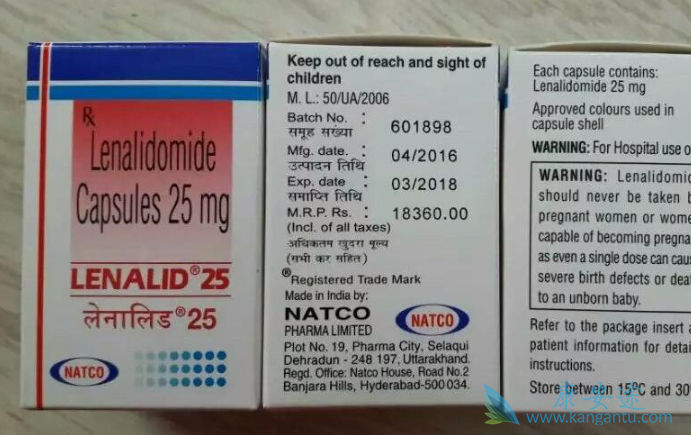 Rx
Lenalidomide
Capsules 25 mg
LENALID® 25
लेनालिड® 25
NATCO
Keep out of reach and sight of
children
M. L.: 50/UA/2006
Batch No. :
समूह संख्या
601898
Mfg. date. :
उत्पादन तिथि
04/2016
Exp. date :
समाप्ति तिथि
03/2018
M.R.P. Rs. :
18360.00
(Incl. of all taxes)
अधिकतम खुदरा मूल्य
(सभी कर सहित)
®Registered Trade Mark
Made in India by:
NATCO
PHARMA LIMITED
NATCO
Plot No. 19, Pharma City, Selaqui
Dehradun - 248 197, Uttarakhand.
Regd. Office: Natco House, Road No.2
Banjara Hills, Hyderabad-500 034.
Each capsule contains:
Lenalidomide 25 mg
Approved colours used in
capsule shell
WARNING: For Hospital use
WARNING: Lenalidomid
should never be taken
pregnant women or wome
capable of becoming pregna
as even a single dose can cau
severe birth defects or dea
to an unborn baby.
Refer to the package insert
patient information for detai
instructions.
Store between 15ºC and 30º
康安途
www.kangantu.com